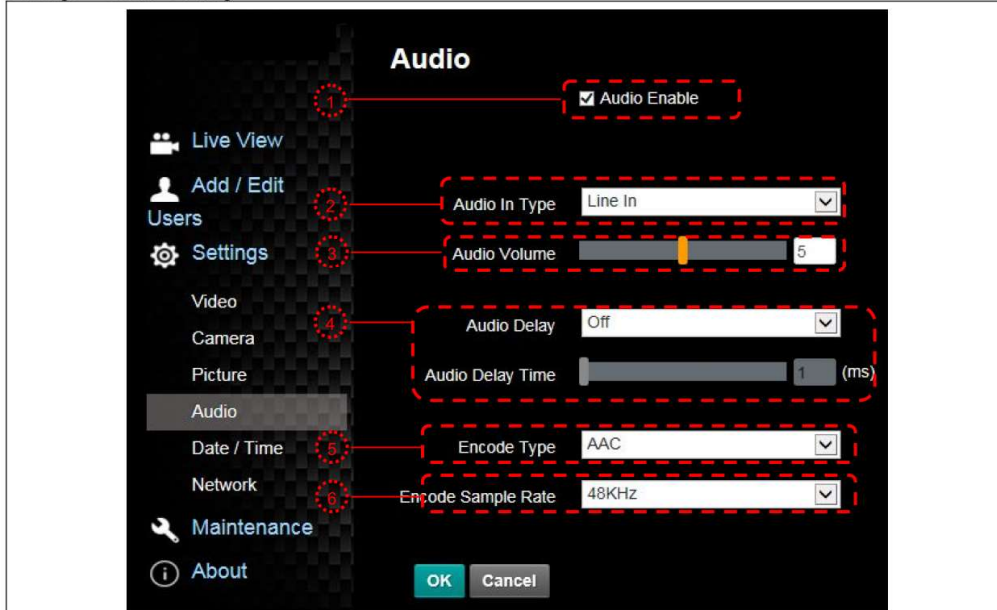 Audio
1
Audio Enable
Live View
Add / Edit
Users
2
Audio In Type
Line In
Settings
3
Audio Volume
5
Video
4
Audio Delay
Off
Camera
Picture
Audio Delay Time
1
(ms)
Audio
Date / Time
5
Encode Type
AAC
Network
6
Encode Sample Rate
48KHz
Maintenance
About
OK
Cancel